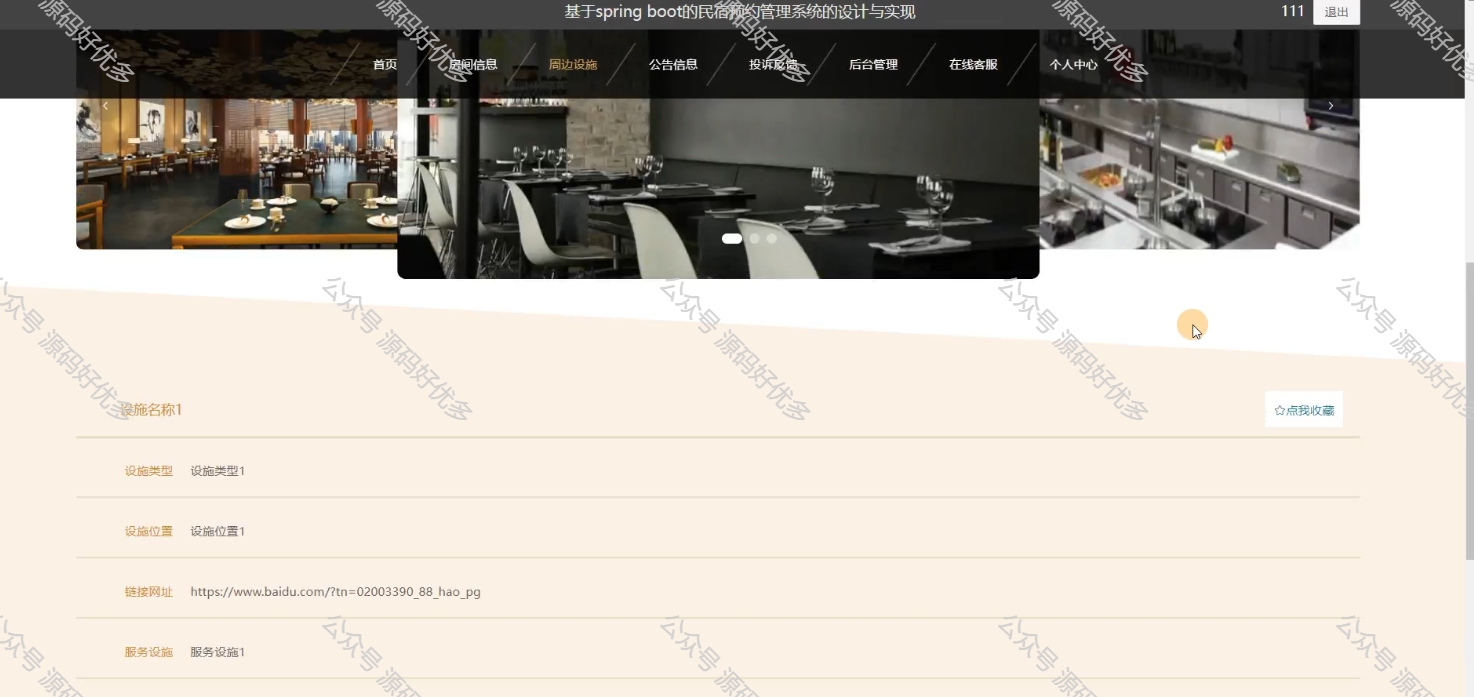 基于spring boot的民宿预约管理系统的设计与实现
111
退出
首页
房间信息
周边设施
公告信息
投诉反馈
后台管理
在线客服
个人中心
设施名称1
☆点我收藏
设施类型 设施类型1
设施位置 设施位置1
链接网址 https://www.baidu.com/?tn=02003390_88_hao_pg
服务设施 服务设施1
公众号 源码好优多